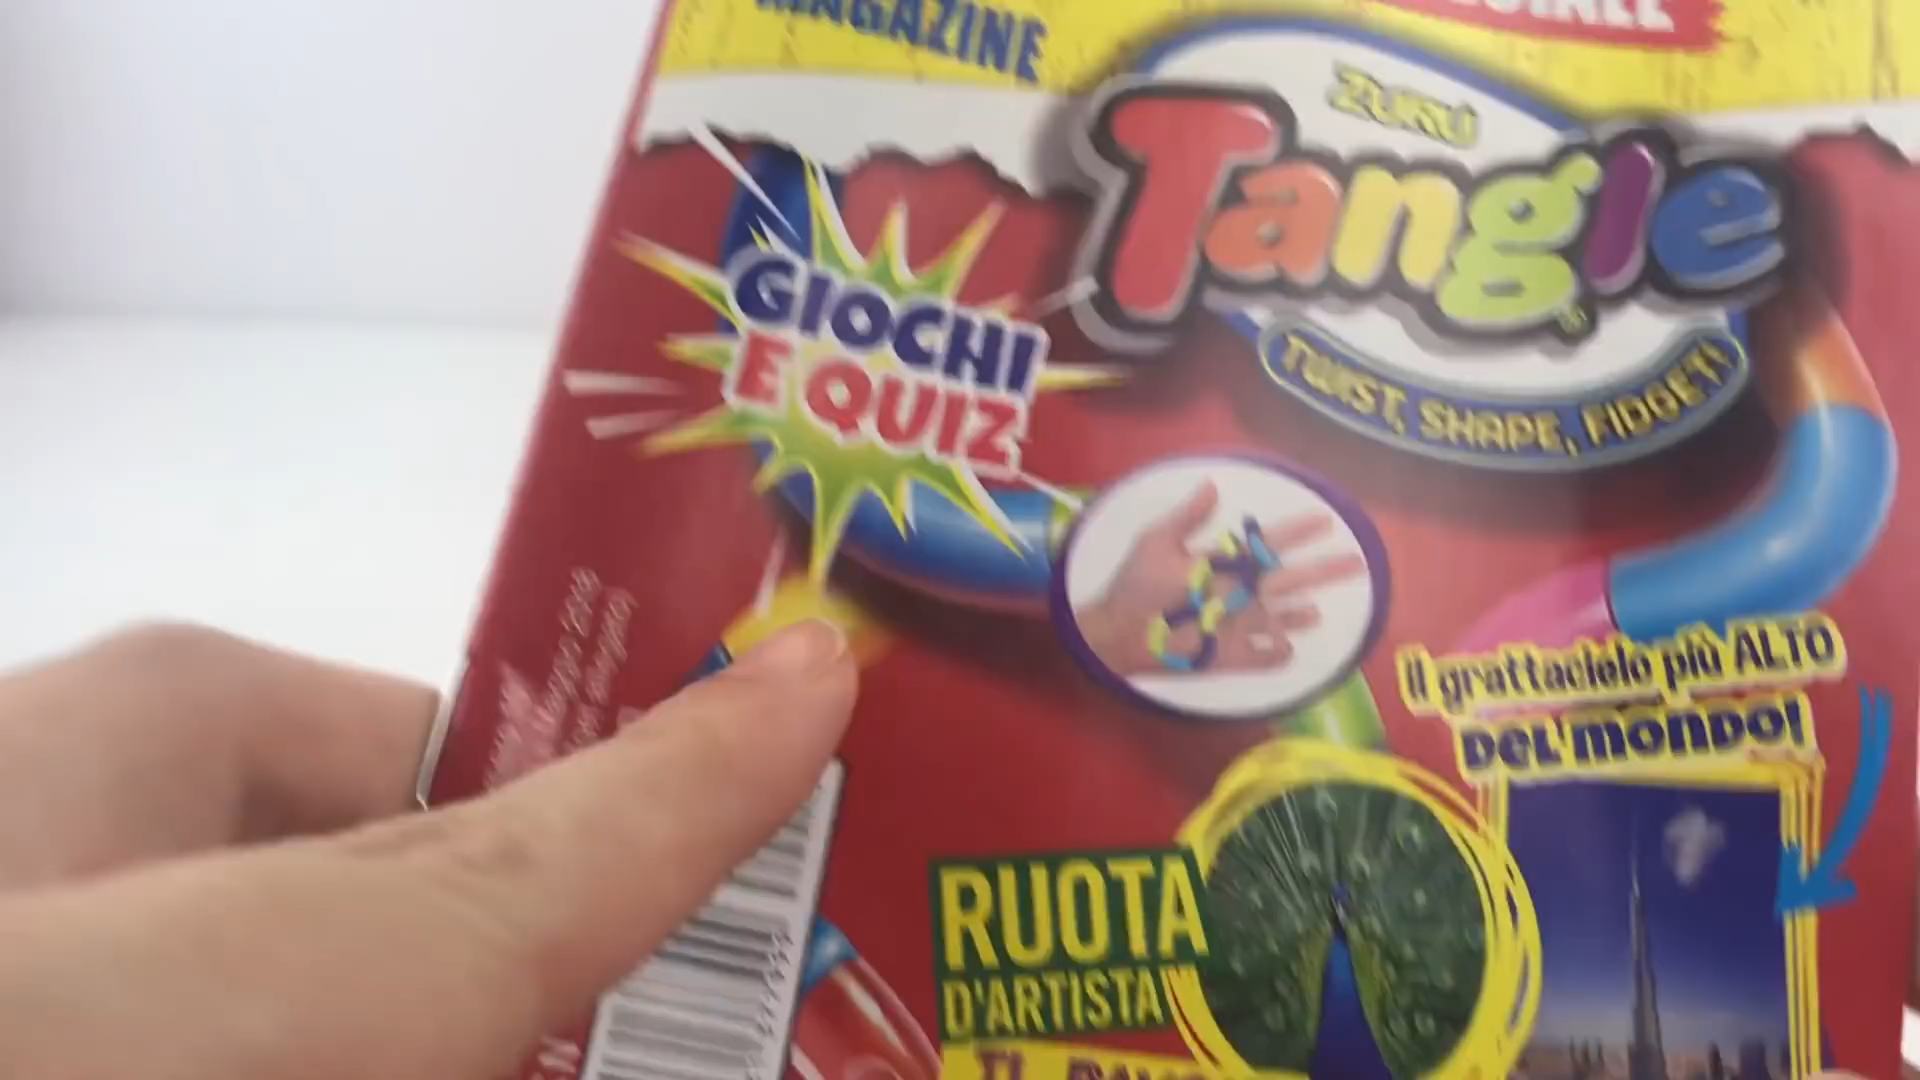 MAGAZINE
ZURU
Tangle
TWIST, SHAPE, FIDGET!
GIOCHI
E QUIZ
Il grattacielo più ALTO
DEL MONDO!
RUOTA
D'ARTISTA